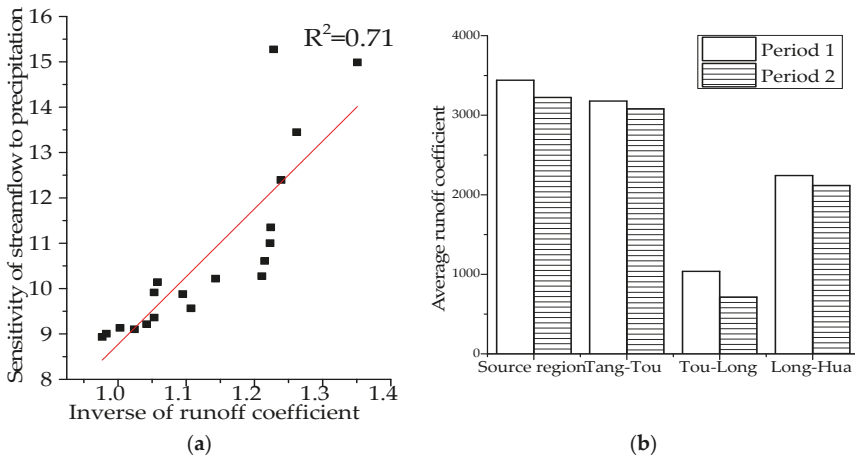 16
15
14
13
12
11
10
9
8
Sensitivity of streamflow to precipitation
R²=0.71
1.0 1.1 1.2 1.3 1.4
Inverse of runoff coefficient
(a)
4000
3000
2000
1000
0
Average runoff coefficient
Period 1
Period 2
Source region Tang-Tou Tou-Long Long-Hua
(b)